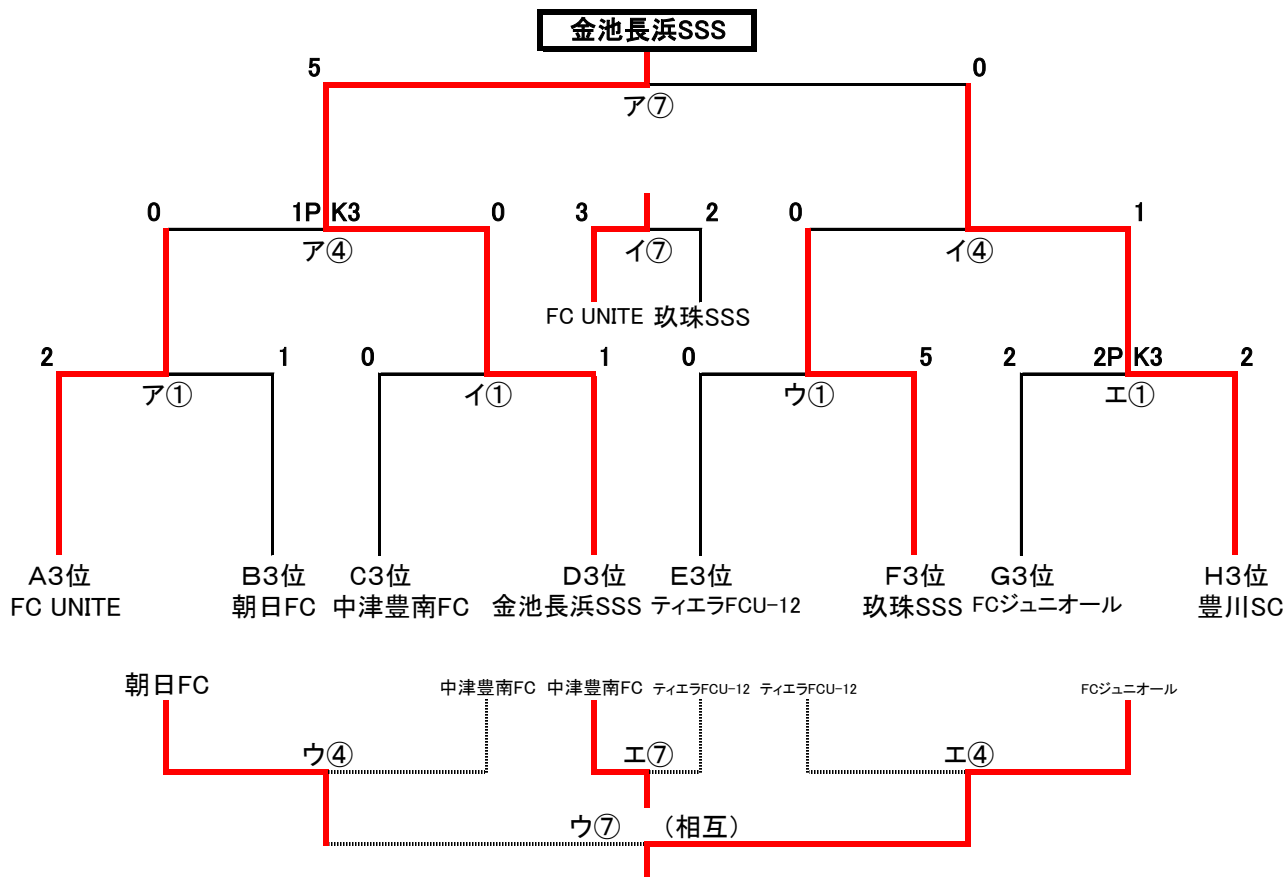 金池長浜SSS
5 0
ア⑦
0 1PK3 0 3 2 0 1
ア④ イ⑦ イ④
FC UNITE 玖珠SSS
2 1 0 1 0 5 2 2PK3 2
ア① イ① ウ① エ①
A3位 B3位 C3位 D3位 E3位 F3位 G3位 H3位
FC UNITE 朝日FC 中津豊南FC 金池長浜SSS ティエラFCU-12 玖珠SSS FCジュニオール 豊川SC
朝日FC 中津豊南FC 中津豊南FC ティエラFCU-12 ティエラFCU-12 FCジュニオール
ウ④ エ⑦ エ④
ウ⑦ （相互）